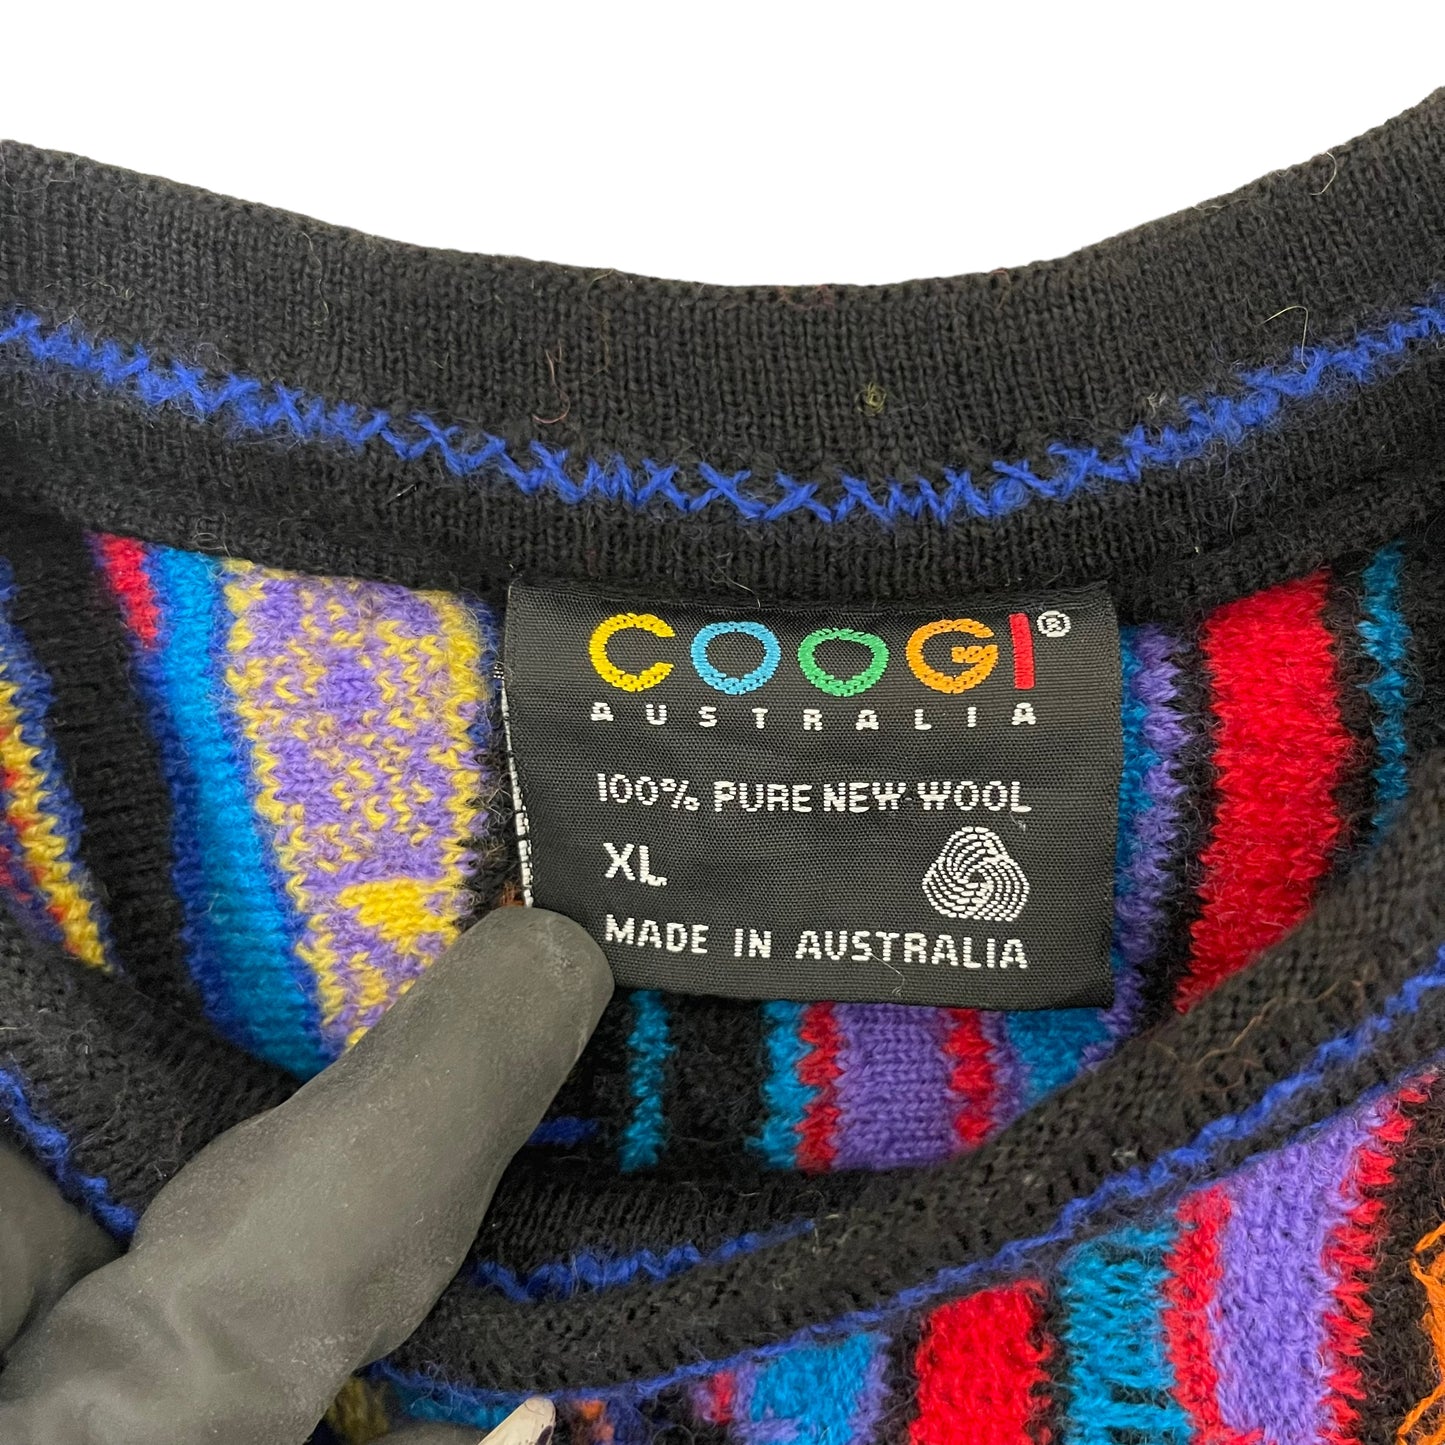 COOGI®
AUSTRALIA
100% PURE NEW WOOL
XL
MADE IN AUSTRALIA